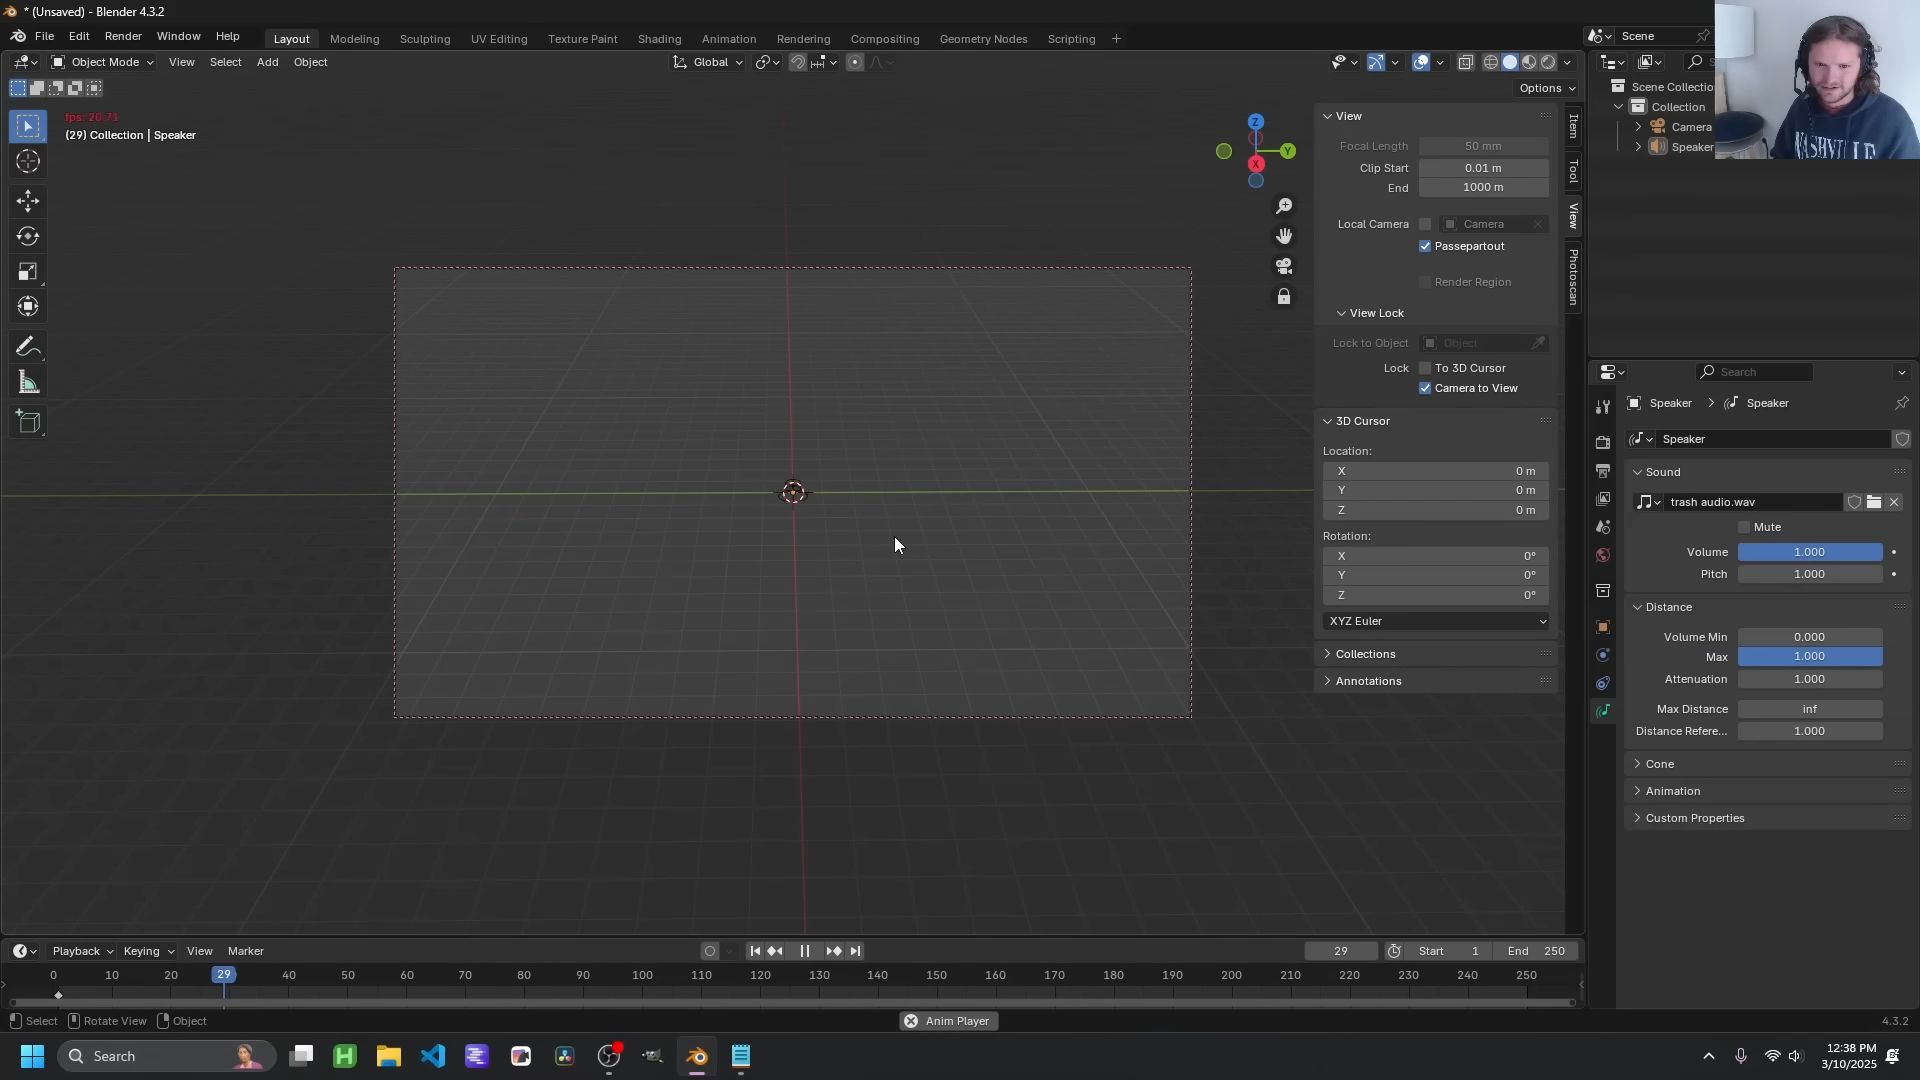 * (Unsaved) - Blender 4.3.2
File Edit Render Window Help
Layout Modeling Sculpting UV Editing Texture Paint Shading Animation Rendering Compositing Geometry Nodes Scripting +
Scene
Object Mode View Select Add Object
Global
Options
fps: 20.71
(29) Collection | Speaker
Z
Y
X
View
Focal Length 50 mm
Clip Start 0.01 m
End 1000 m
Local Camera Camera
Passepartout
Render Region
View Lock
Lock to Object Object
Lock To 3D Cursor
Camera to View
3D Cursor
Location:
X 0 m
Y 0 m
Z 0 m
Rotation:
X 0°
Y 0°
Z 0°
XYZ Euler
Collections
Annotations
Item
Tool
View
Photoscan
Scene Collectio
Collection
Camera
Speaker
NASHVILLE
Search
Speaker Speaker
Speaker
Sound
trash audio.wav
Mute
Volume 1.000
Pitch 1.000
Distance
Volume Min 0.000
Max 1.000
Attenuation 1.000
Max Distance inf
Distance Refere... 1.000
Cone
Animation
Custom Properties
Playback Keying View Marker
29 Start 1 End 250
0 10 20 29 40 50 60 70 80 90 100 110 120 130 140 150 160 170 180 190 200 210 220 230 240 250
Select Rotate View Object
Anim Player
4.3.2
Search
12:38 PM
3/10/2025